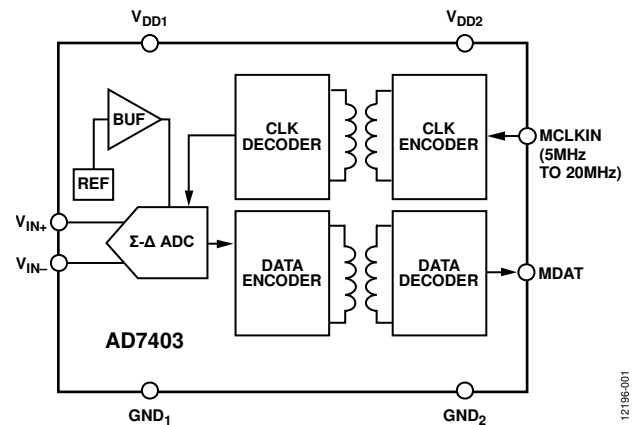 VDD1
VDD2
BUF
REF
CLK
DECODER
CLK
ENCODER
MCLKIN
(5MHz
TO 20MHz)
VIN+
VIN–
Σ-Δ ADC
DATA
ENCODER
DATA
DECODER
MDAT
AD7403
GND1
GND2
12196-001